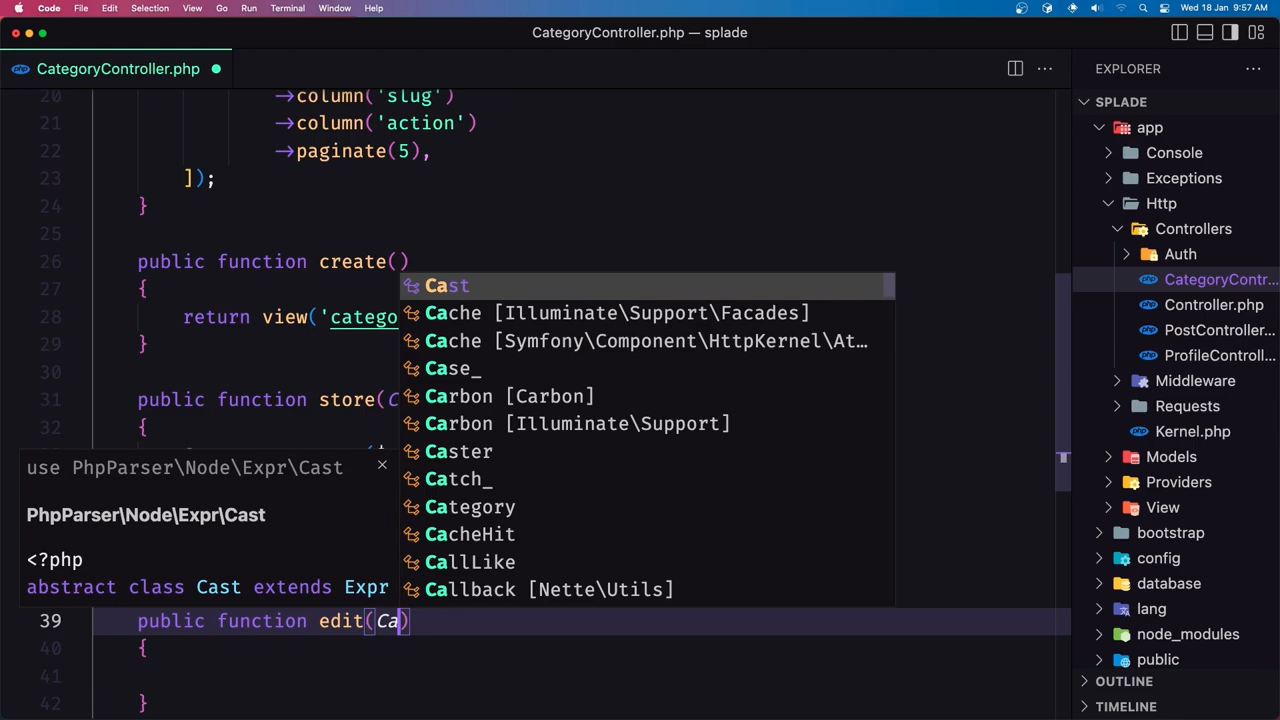 Code File Edit Selection View Go Run Terminal Window Help Wed 18 Jan 9:57 AM
CategoryController.php — splade
CategoryController.php
20 ->column('slug')
21 ->column('action')
22 ->paginate(5),
23 ]);
24 }
25
26 public function create()
27 {
28 return view('catego
29 }
30
31 public function store(C
32 {
Cast
Cache [Illuminate\Support\Facades]
Cache [Symfony\Component\HttpKernel\At…
Case_
Carbon [Carbon]
Carbon [Illuminate\Support]
Caster
Catch_
Category
CacheHit
CallLike
Callback [Nette\Utils]
use PhpParser\Node\Expr\Cast
PhpParser\Node\Expr\Cast
<?php
abstract class Cast extends Expr
39 public function edit(Ca)
40 {
41
42 }
EXPLORER
SPLADE
app
Console
Exceptions
Http
Controllers
Auth
php CategoryContr...
php Controller.php
php PostController...
php ProfileControll...
Middleware
Requests
php Kernel.php
Models
Providers
View
bootstrap
config
database
lang
node_modules
public
OUTLINE
TIMELINE